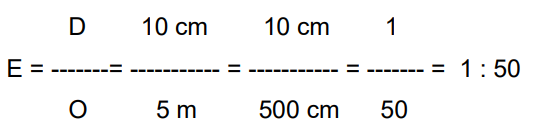 D 10 cm 10 cm 1
E = -------= ----------- = ----------- = ------- = 1 : 50
O 5 m 500 cm 50